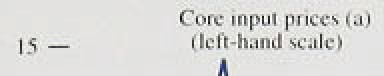 Core input prices (a)
15 — (left-hand scale)